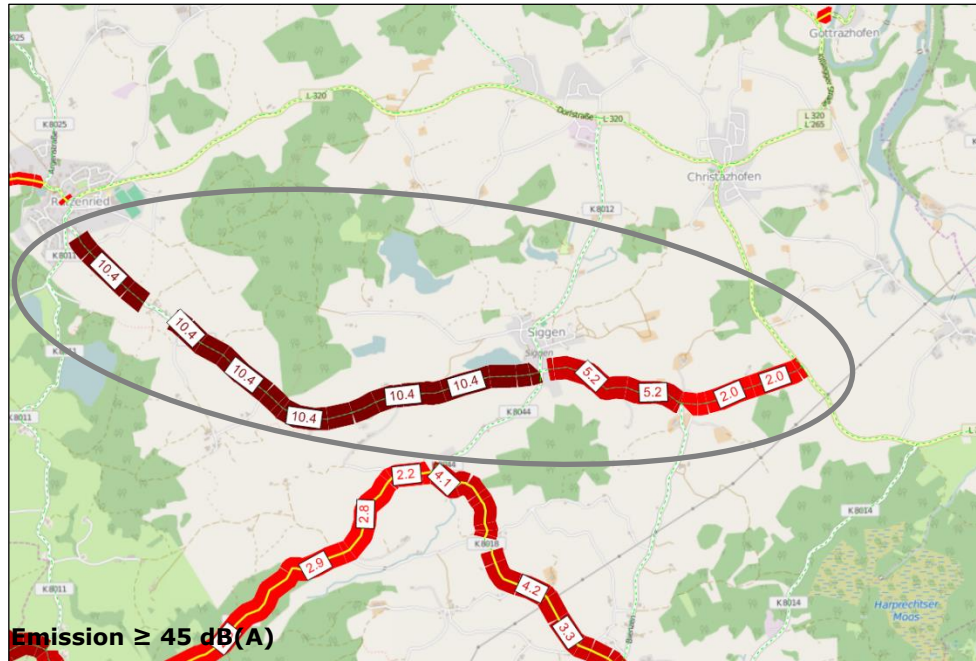 K 8025
Gottrazhofen
L 320
Dorfstraße
L 320
L 320
L 265
K 8025
Christazhofen
Ratzenried
K 8012
10.4
10.4
10.4
10.4
10.4
10.4
Siggen
Siggen
5.2
5.2
2.0
2.0
K 8011
K 8044
2.2
4.1
2.8
K 8018
2.9
K 8014
4.2
3.3
K 8011
K 8014
Harprechtser
Moos
Emission ≥ 45 dB(A)